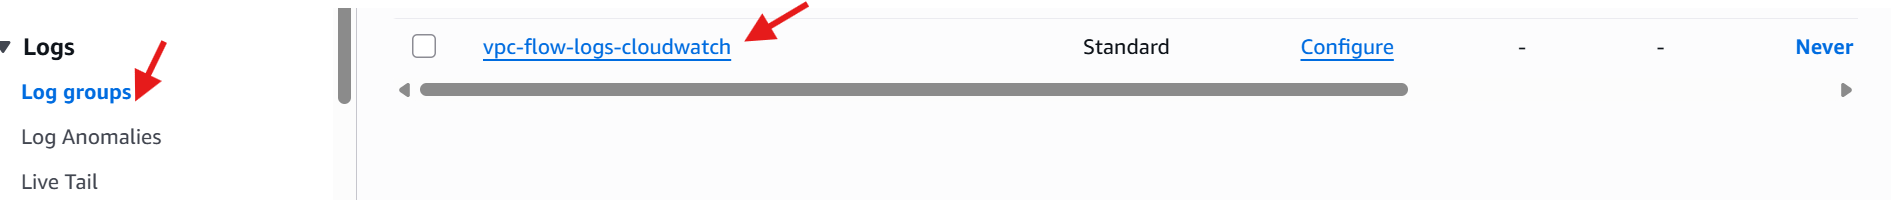 Logs
Log groups
Log Anomalies
Live Tail
vpc-flow-logs-cloudwatch Standard Configure - - Never